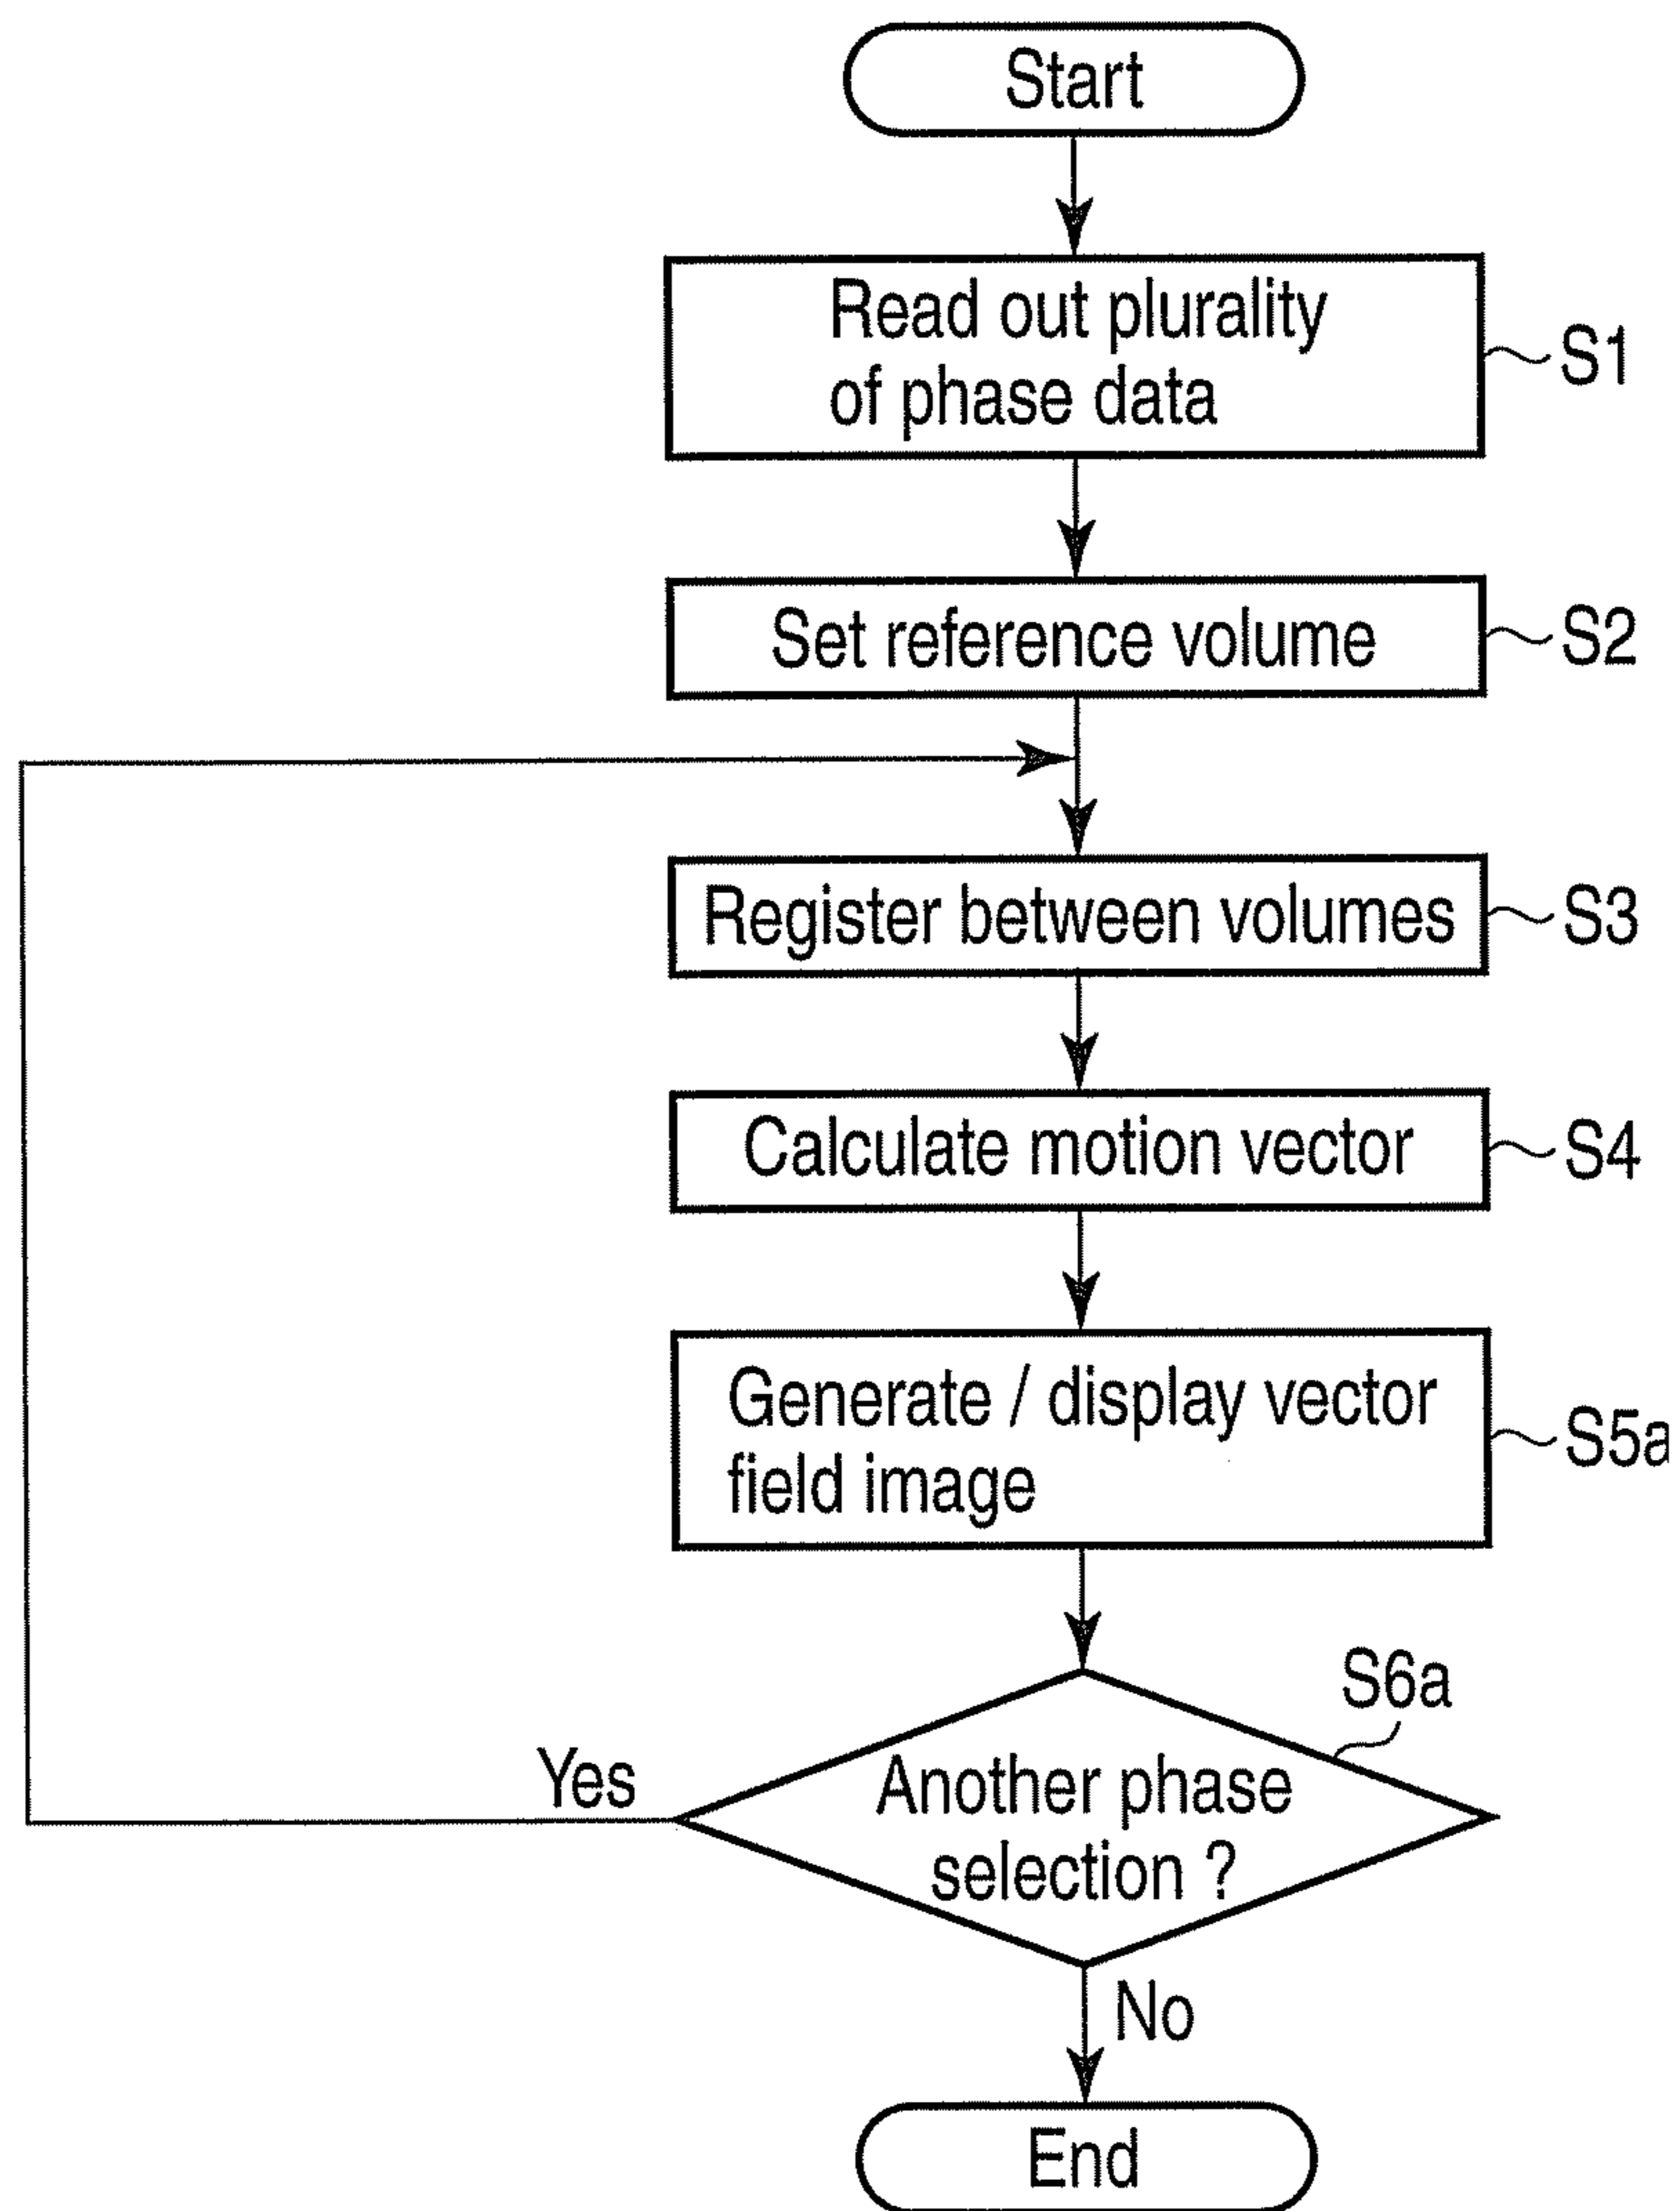 Start
Read out plurality
of phase data
S1
Set reference volume
S2
Register between volumes
S3
Calculate motion vector
S4
Generate / display vector
field image
S5a
S6a
Yes
Another phase
selection ?
No
End